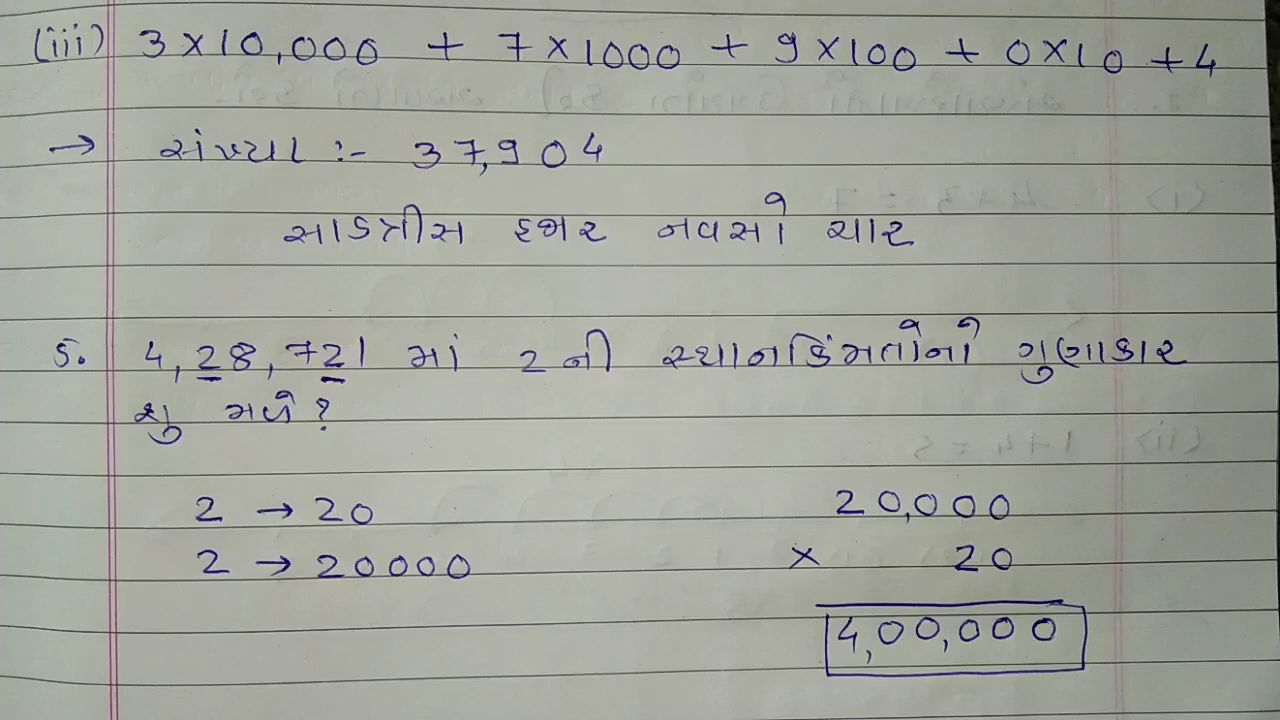 (iii) 3×10,000 + 7×1000 + 9×100 + 0×10 + 4
→ સંખ્યા :- 37,904
સાડત્રીસ હજાર નવસો ચાર
5. 4,28,721 માં 2ની સ્થાનકિંમતોનો ગુણાકાર
શુ મળે?
2 → 20 20,000
2 → 20000 × 20
4,00,000